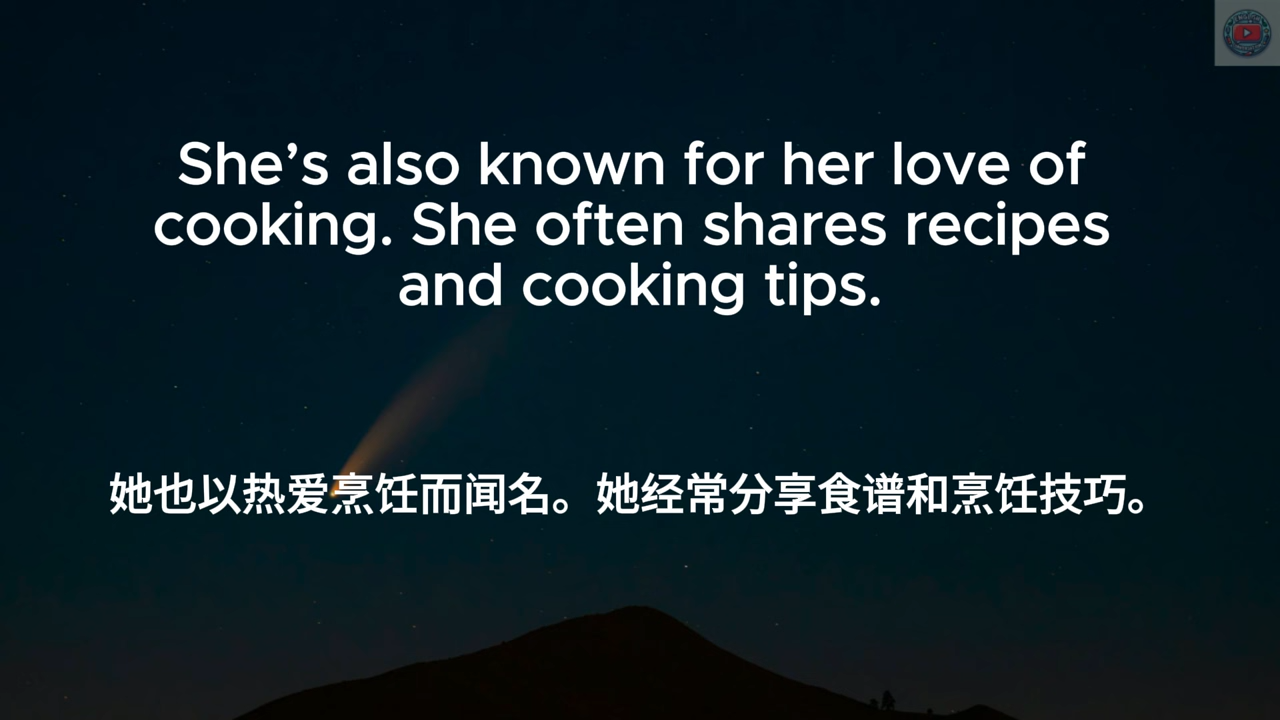 She’s also known for her love of
cooking. She often shares recipes
and cooking tips.
她也以热爱烹饪而闻名。她经常分享食谱和烹饪技巧。